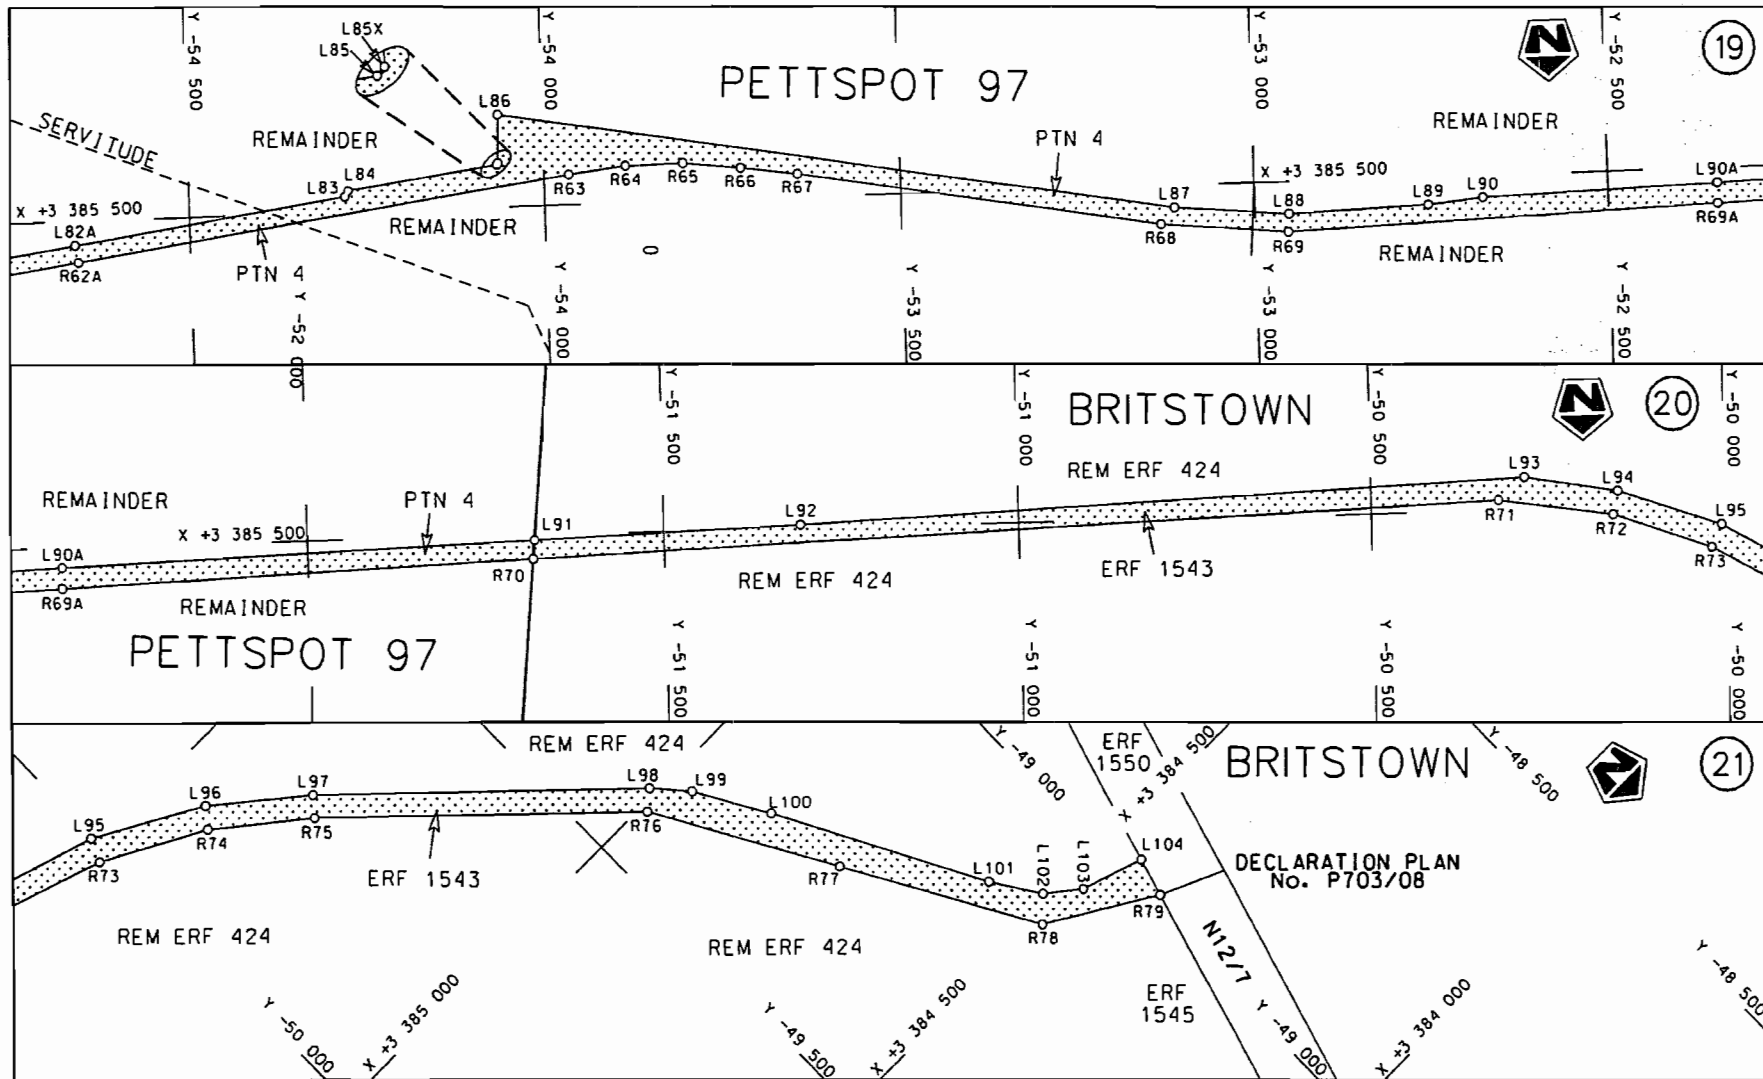 L85X
L85
Y -54 500
Y -54 000
PETTSPOT 97
Y -53 000
Y -52 500
N
19
SERVITUDE
REMAINDER
L86
PTN 4
REMAINDER
L83
L84
R63
R64
R65
R66
R67
X +3 385 500
L90A
X +3 385 500
L82A
R62A
REMAINDER
L87
L88
L89
L90
R68
R69
R69A
REMAINDER
PTN 4
0
Y -52 000
Y -54 000
Y -53 500
Y -53 000
Y -52 500
Y -51 500
Y -51 000
BRITSTOWN
Y -50 500
N
20
Y -50 000
REM ERF 424
L93
L94
L95
REMAINDER
PTN 4
X +3 385 500
L91
L92
L90A
R69A
R70
R71
R72
R73
REM ERF 424
ERF 1543
REMAINDER
PETTSPOT 97
Y -51 500
Y -51 000
Y -50 500
Y -50 000
REM ERF 424
Y -49 000
ERF
1550
X +3 384 500
BRITSTOWN
Y -48 500
N
21
L95
L96
L97
L98
L99
L100
R73
R74
R75
R76
ERF 1543
R77
L101
L102
L103
L104
DECLARATION PLAN
No. P703/08
R78
R79
REM ERF 424
REM ERF 424
N12/7
ERF
1545
Y -50 000
X +3 385 000
Y -49 500
X +3 384 500
Y -49 000
X +3 384 000
Y -48 500